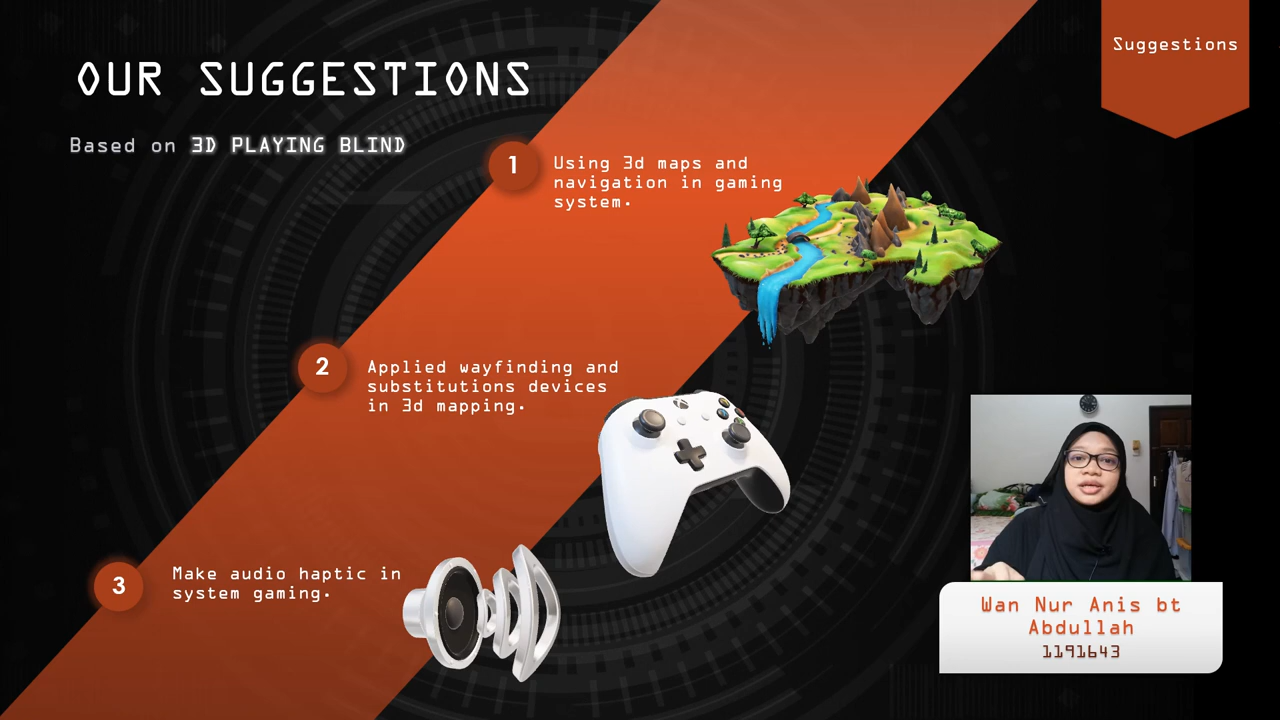 Suggestions
OUR SUGGESTIONS
Based on 3D PLAYING BLIND
1
Using 3d maps and
navigation in gaming
system.
2
Applied wayfinding and
substitutions devices
in 3d mapping.
3
Make audio haptic in
system gaming.
Wan Nur Anis bt
Abdullah
1191643